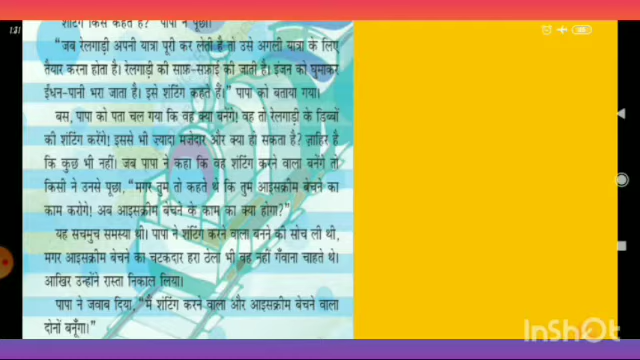 शंटिंग किसे कहते हैं?" पापा ने पूछा।
"जब रेलगाड़ी अपनी यात्रा पूरी कर लेती है तो उसे अगली यात्रा के लिए
तैयार करना होता है। रेलगाड़ी की साफ़-सफ़ाई की जाती है। इंजन को घुमाकर
ईंधन-पानी भरा जाता है। इसे शंटिंग कहते हैं।" पापा को बताया गया।
बस, पापा को पता चल गया कि वह क्या बनेंगे! वह तो रेलगाड़ी के डिब्बों
की शंटिंग करेंगे! इससे भी ज़्यादा मज़ेदार और क्या हो सकता है? ज़ाहिर है
कि कुछ भी नहीं। जब पापा ने कहा कि वह शंटिंग करने वाला बनेंगे तो
किसी ने उनसे पूछा, "मगर तुम तो कहते थे कि तुम आइसक्रीम बेचने का
काम करोगे! अब आइसक्रीम बेचने के काम का क्या होगा?"
यह सचमुच समस्या थी। पापा ने शंटिंग करने वाला बनने की सोच ली थी,
मगर आइसक्रीम बेचने का चटकदार हरा ठेला भी वह नहीं गँवाना चाहते थे।
आखिर उन्होंने रास्ता निकाल लिया।
पापा ने जवाब दिया, "मैं शंटिंग करने वाला और आइसक्रीम बेचने वाला
दोनों बनूँगा।"
InShOt